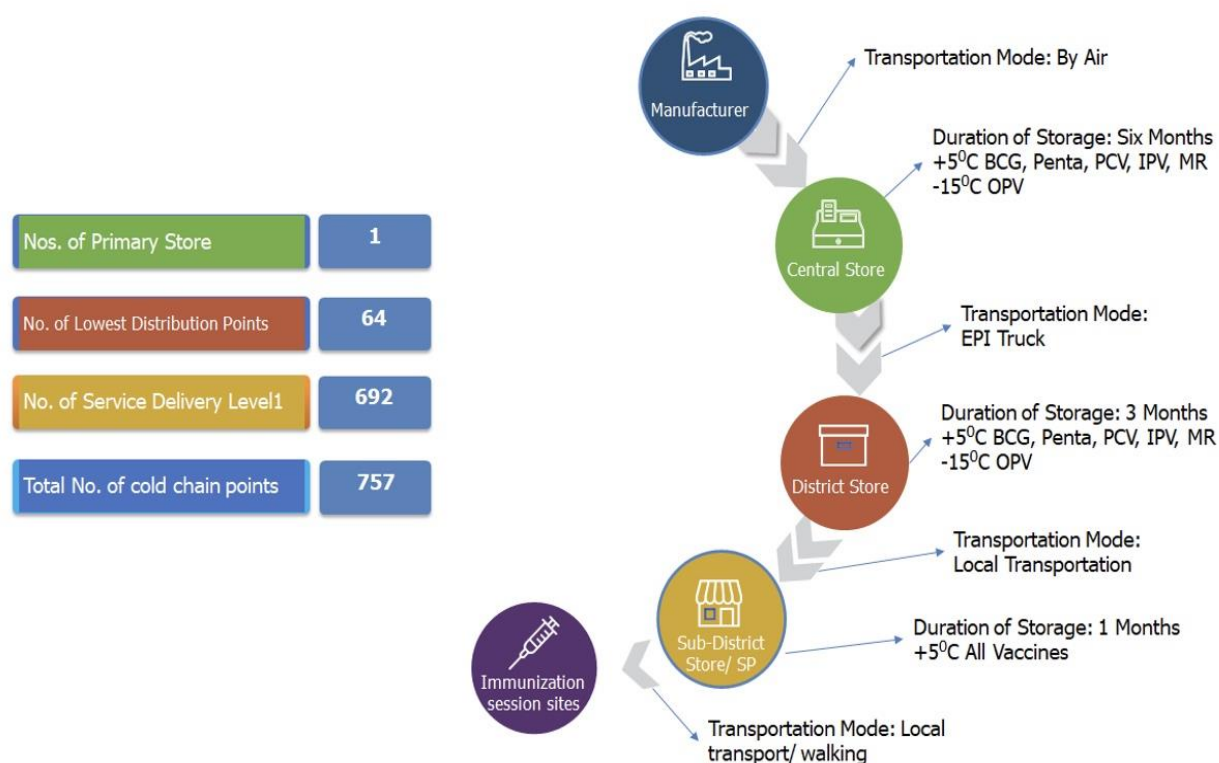 Nos. of Primary Store
1
No. of Lowest Distribution Points
64
No. of Service Delivery Level1
692
Total No. of cold chain points
757
Manufacturer
Transportation Mode: By Air
Duration of Storage: Six Months
+5⁰C BCG, Penta, PCV, IPV, MR
-15⁰C OPV
Central Store
Transportation Mode:
EPI Truck
Duration of Storage: 3 Months
+5⁰C BCG, Penta, PCV, IPV, MR
-15⁰C OPV
District Store
Transportation Mode:
Local Transportation
Sub-District
Store/ SP
Duration of Storage: 1 Months
+5⁰C All Vaccines
Immunization
session sites
Transportation Mode: Local
transport/ walking